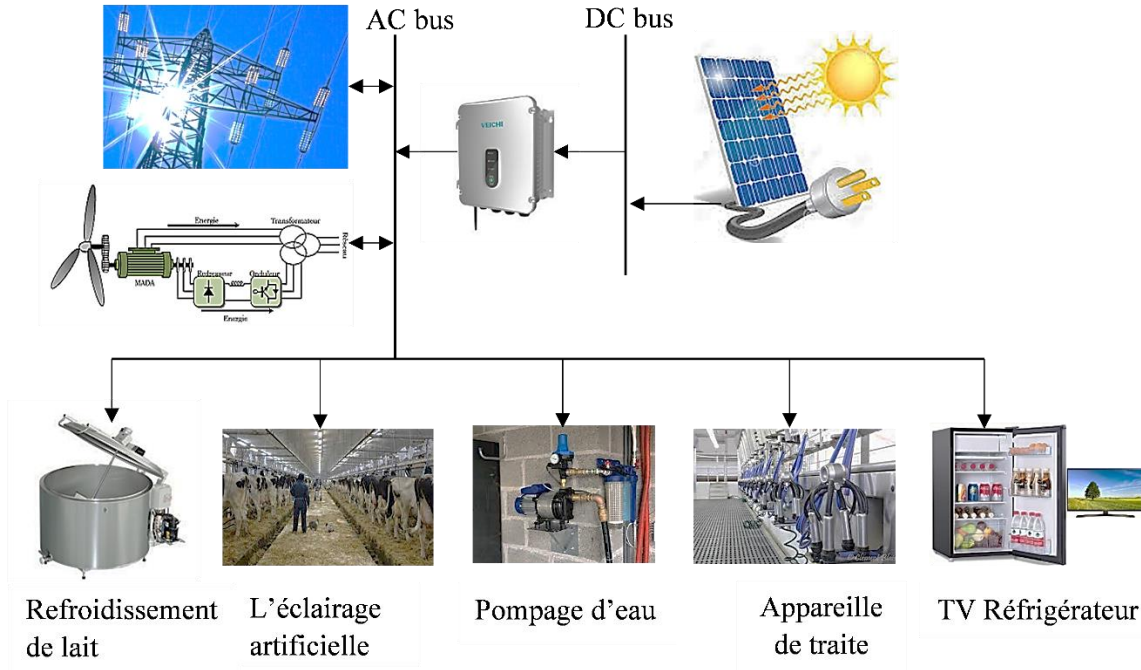 AC bus
DC bus
VEICHI
Energie
Transformateur
Réseau
MADA
Redresseur
Onduleur
Energie
Refroidissement
de lait
L’éclairage
artificielle
Pompage d’eau
Appareille
de traite
TV Réfrigérateur